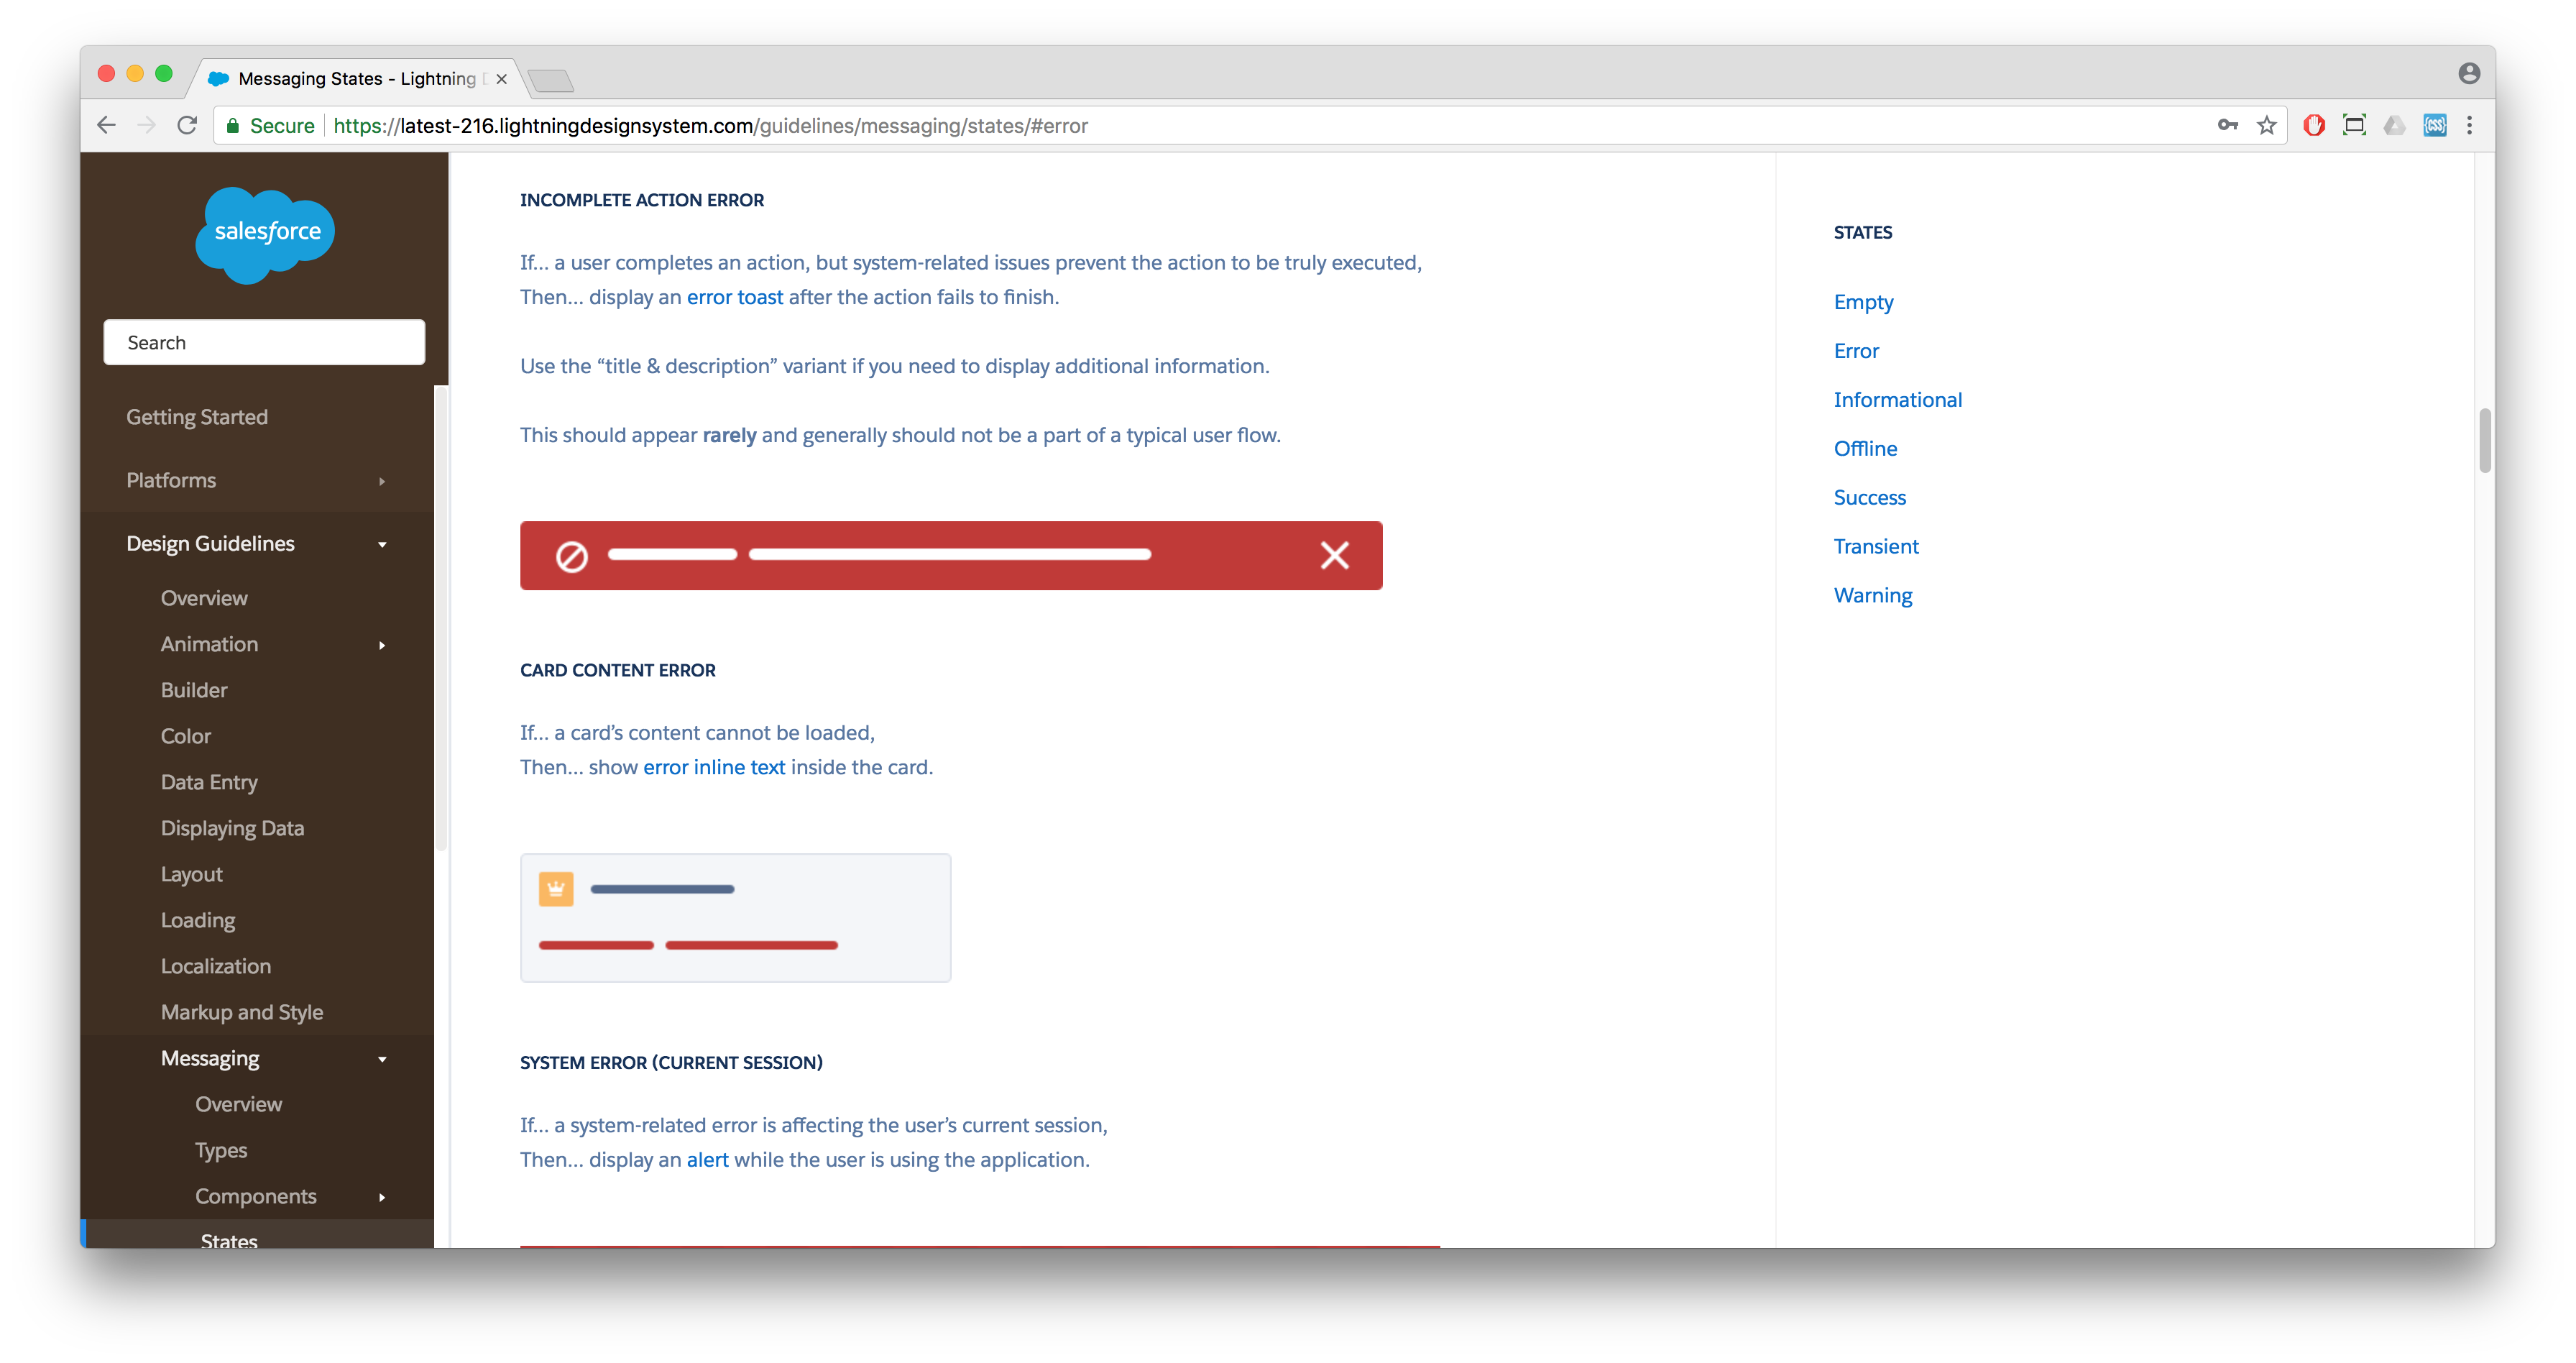 Messaging States - Lightning
Secure
https://latest-216.lightningdesignsystem.com/guidelines/messaging/states/#error
{CSS}
salesforce
Search
Getting Started
Platforms
Design Guidelines
Overview
Animation
Builder
Color
Data Entry
Displaying Data
Layout
Loading
Localization
Markup and Style
Messaging
Overview
Types
Components
States
INCOMPLETE ACTION ERROR
If... a user completes an action, but system-related issues prevent the action to be truly executed,
Then... display an error toast after the action fails to finish.
Use the “title & description” variant if you need to display additional information.
This should appear rarely and generally should not be a part of a typical user flow.
CARD CONTENT ERROR
If... a card’s content cannot be loaded,
Then... show error inline text inside the card.
SYSTEM ERROR (CURRENT SESSION)
If... a system-related error is affecting the user’s current session,
Then... display an alert while the user is using the application.
STATES
Empty
Error
Informational
Offline
Success
Transient
Warning